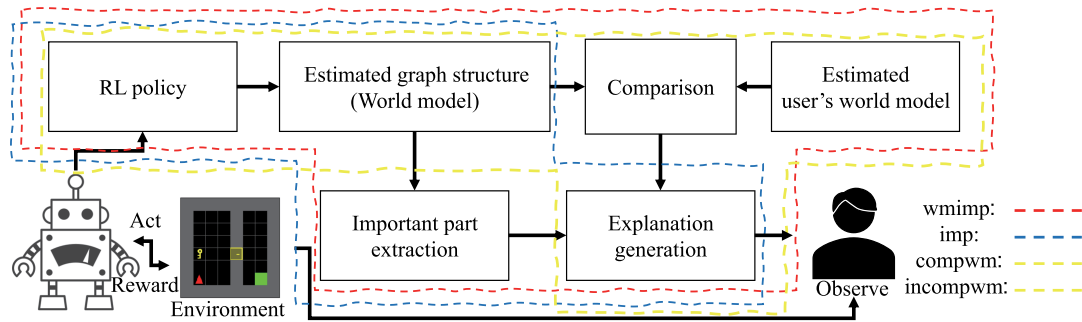 RL policy
Estimated graph structure
(World model)
Comparison
Estimated
user's world model
Important part
extraction
Explanation
generation
Act
Reward
Environment
Observe
wmimp:
imp:
compwm:
incompwm: